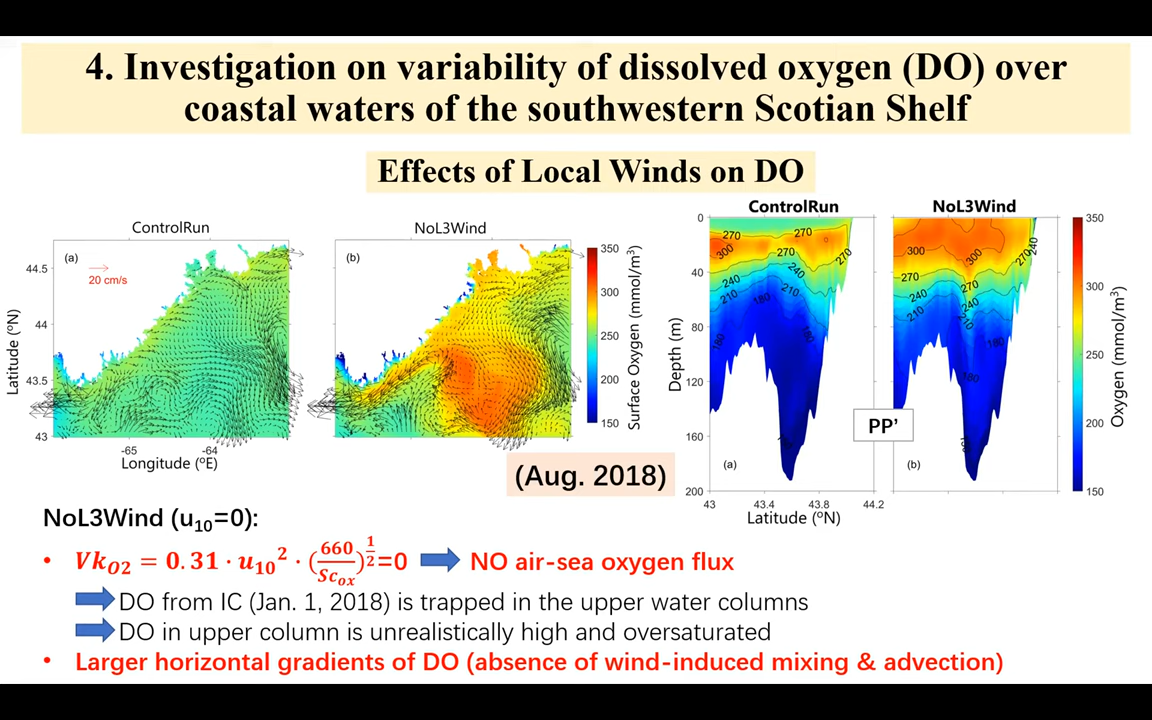 4. Investigation on variability of dissolved oxygen (DO) over
coastal waters of the southwestern Scotian Shelf
Effects of Local Winds on DO
ControlRun
NoL3Wind
ControlRun
NoL3Wind
(a)
20 cm/s
44.5
44
43.5
43
Latitude (°N)
-65
-64
Longitude (°E)
(b)
350
300
250
200
150
Surface Oxygen (mmol/m³)
0
40
80
120
160
200
Depth (m)
270
270
300
270
270
240
240
210
210
180
180
180
(a)
43
43.4
43.8
44.2
Latitude (°N)
PP'
300
300
270
240
270
270
240
240
210
210
180
180
(b)
350
300
250
200
150
Oxygen (mmol/m³)
(Aug. 2018)
NoL3Wind (u₁₀=0):
• Vk_O2 = 0.31 · u₁₀² · (660/Sc_ox)^(1/2)=0 NO air-sea oxygen flux
DO from IC (Jan. 1, 2018) is trapped in the upper water columns
DO in upper column is unrealistically high and oversaturated
• Larger horizontal gradients of DO (absence of wind-induced mixing & advection)